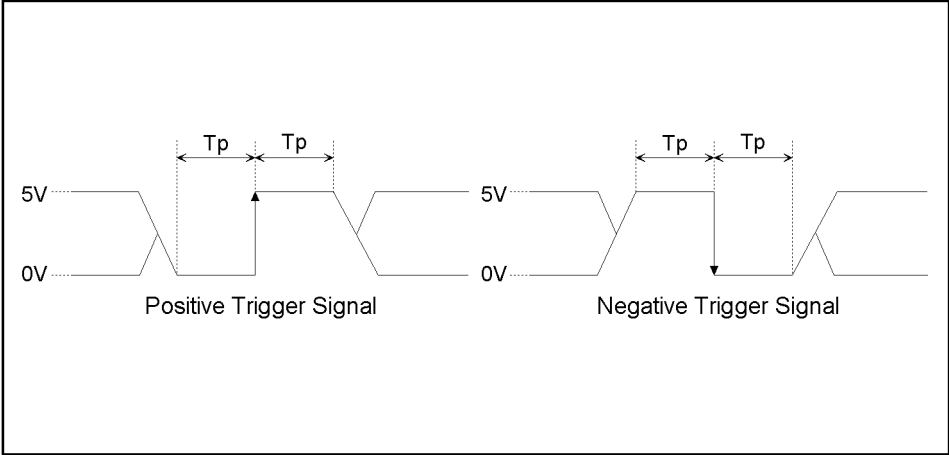 Tp Tp Tp Tp
5V 5V
0V 0V
Positive Trigger Signal Negative Trigger Signal